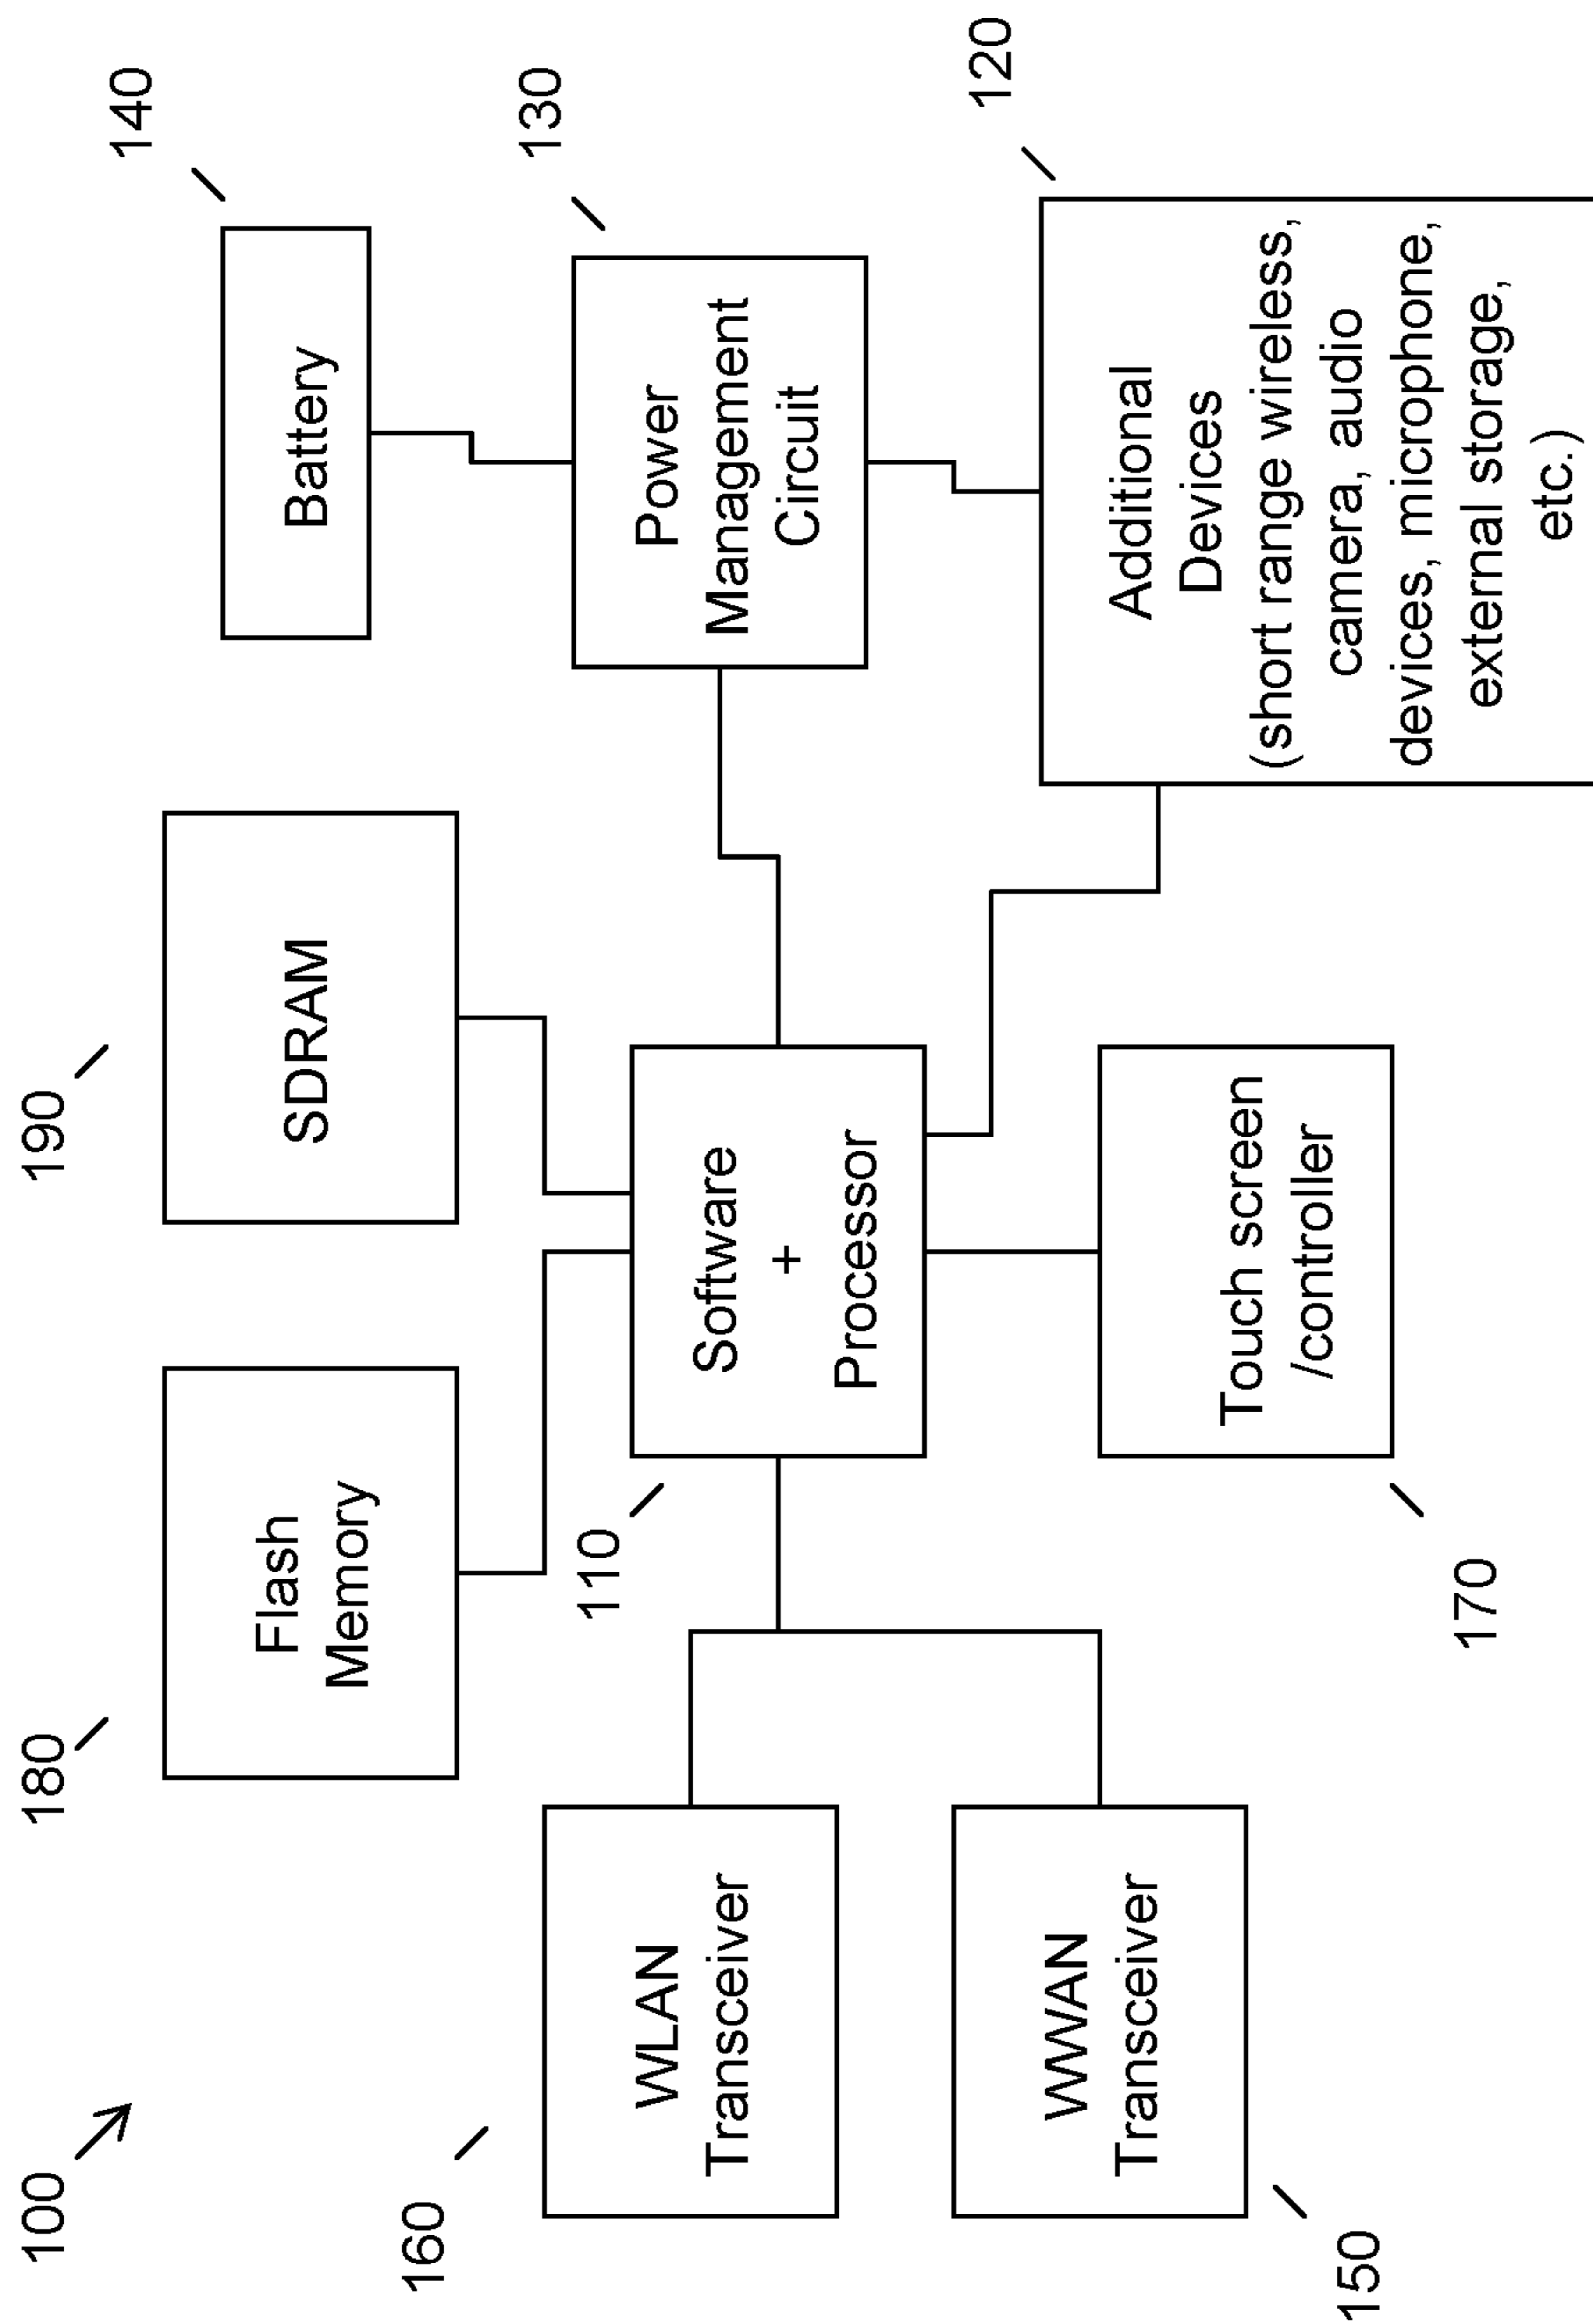 100
180
Flash
Memory
190
SDRAM
140
Battery
160
WLAN
Transceiver
110
Software
+
Processor
130
Power
Management
Circuit
WWAN
Transceiver
150
Touch screen
/controller
170
120
Additional
Devices
(short range wireless,
camera, audio
devices, microphone,
external storage,
etc.)